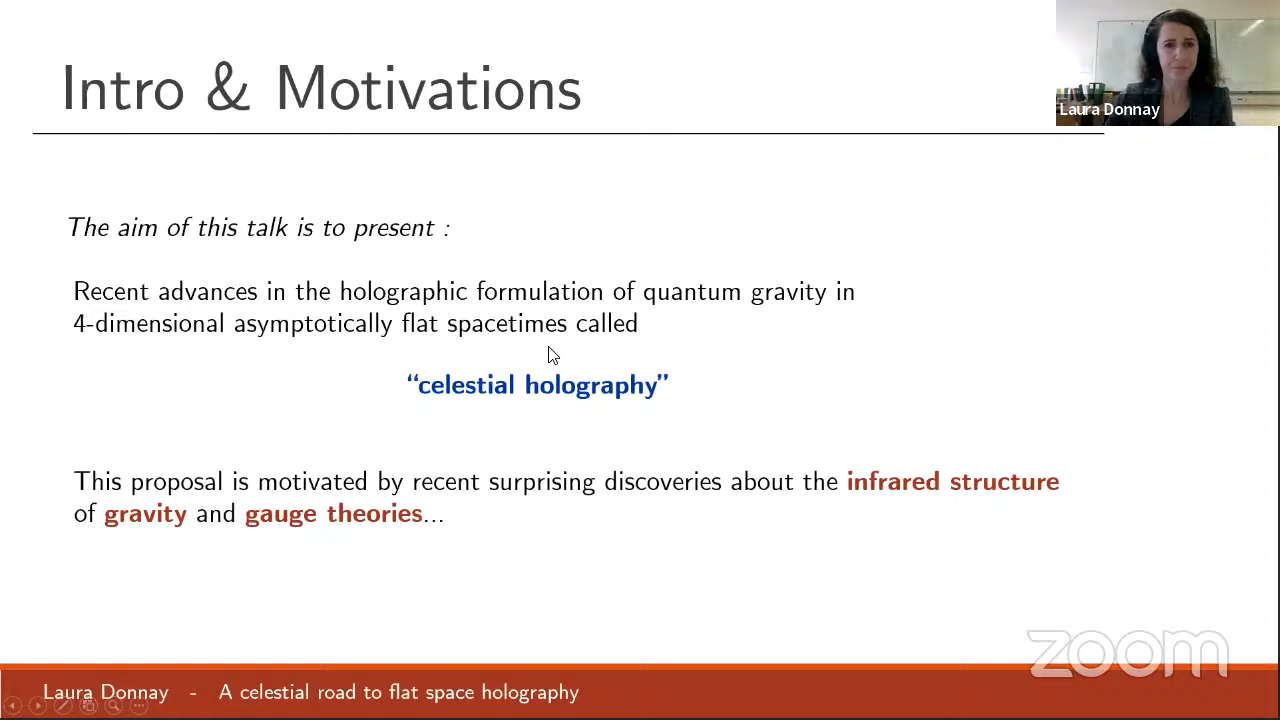 Intro & Motivations
Laura Donnay
The aim of this talk is to present :
Recent advances in the holographic formulation of quantum gravity in
4-dimensional asymptotically flat spacetimes called
“celestial holography”
This proposal is motivated by recent surprising discoveries about the infrared structure
of gravity and gauge theories...
zoom
Laura Donnay - A celestial road to flat space holography